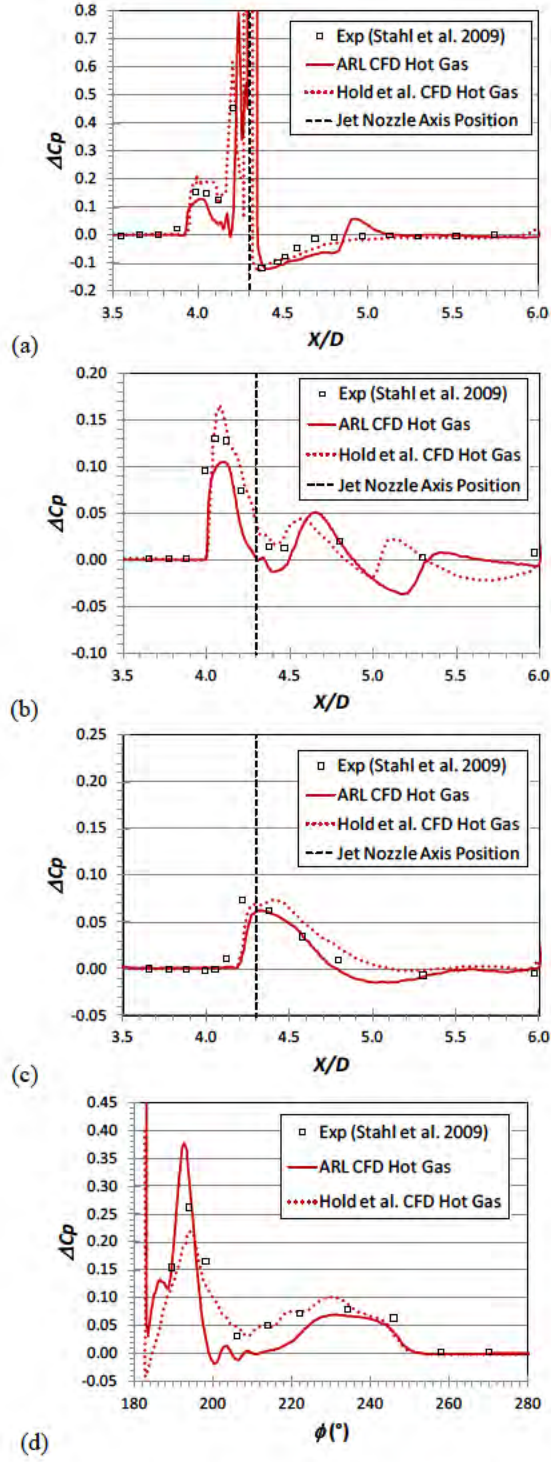 0.8
0.7
0.6
0.5
0.4
0.3
0.2
0.1
0.0
-0.1
-0.2
ΔCp
Exp (Stahl et al. 2009)
ARL CFD Hot Gas
Hold et al. CFD Hot Gas
Jet Nozzle Axis Position
3.5 4.0 4.5 5.0 5.5 6.0
X/D
(a)
0.20
0.15
0.10
0.05
0.00
-0.05
-0.10
ΔCp
Exp (Stahl et al. 2009)
ARL CFD Hot Gas
Hold et al. CFD Hot Gas
Jet Nozzle Axis Position
3.5 4.0 4.5 5.0 5.5 6.0
X/D
(b)
0.25
0.20
0.15
0.10
0.05
0.00
-0.05
ΔCp
Exp (Stahl et al. 2009)
ARL CFD Hot Gas
Hold et al. CFD Hot Gas
Jet Nozzle Axis Position
3.5 4.0 4.5 5.0 5.5 6.0
X/D
(c)
0.45
0.40
0.35
0.30
0.25
0.20
0.15
0.10
0.05
0.00
-0.05
ΔCp
Exp (Stahl et al. 2009)
ARL CFD Hot Gas
Hold et al. CFD Hot Gas
180 200 220 240 260 280
ϕ (°)
(d)